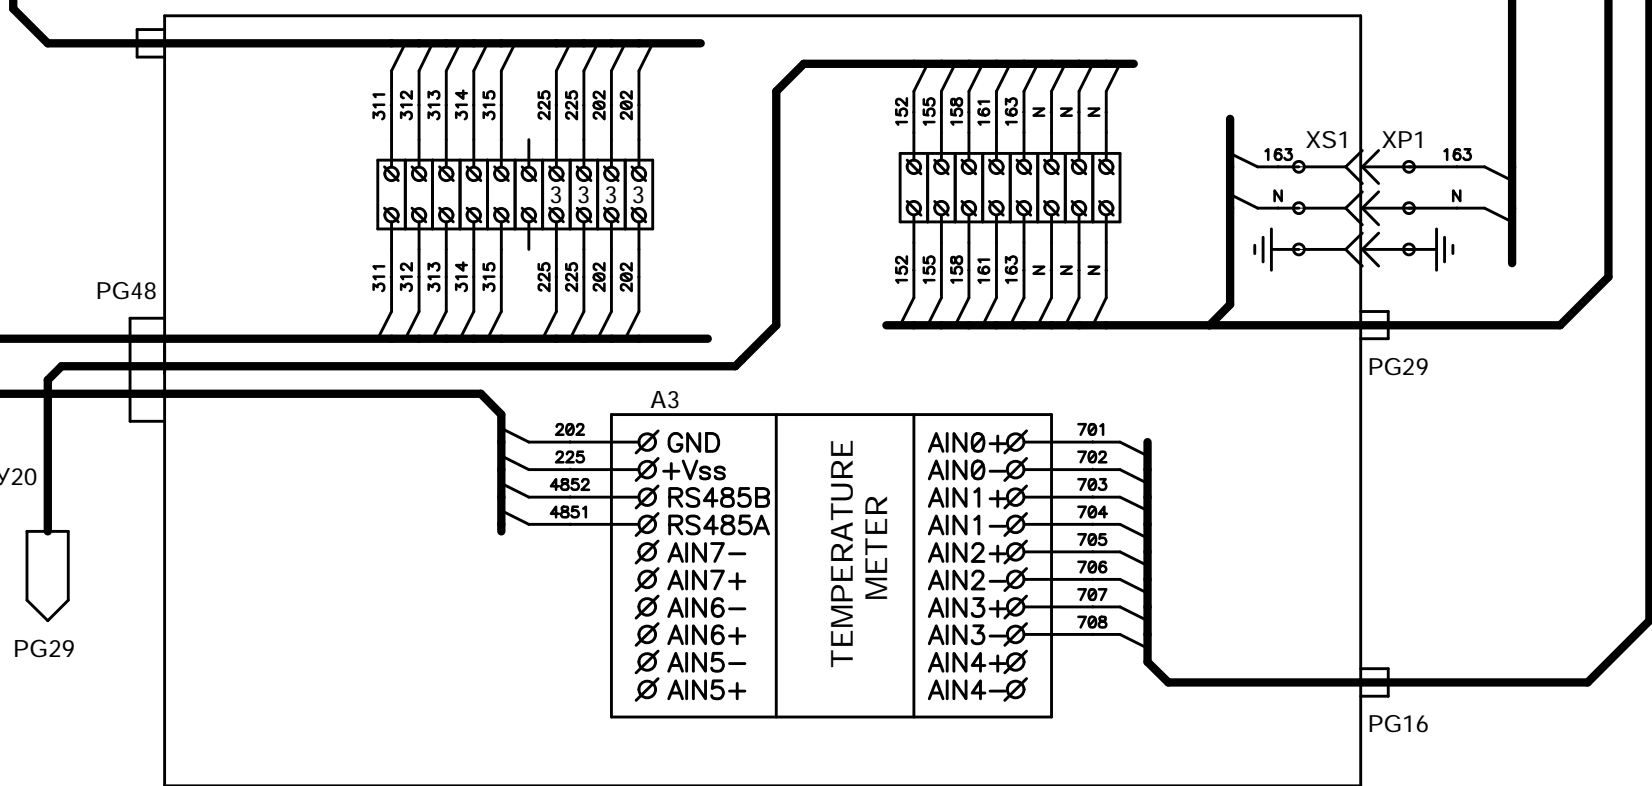 311 312 313 314 315 225 225 202 202
152 155 158 161 163 N N N N
XS1 XP1
163 163
N N
3 3 3 3
311 312 313 314 315 225 225 202 202
152 155 158 161 163 N N N
PG48
PG29
A3
202 GND
225 +Vss
4852 RS485B
4851 RS485A
AIN7-
AIN7+
AIN6-
AIN6+
AIN5-
AIN5+
TEMPERATURE
METER
AIN0+ 701
AIN0- 702
AIN1+ 703
AIN1- 704
AIN2+ 705
AIN2- 706
AIN3+ 707
AIN3- 708
AIN4+
AIN4-
У20
PG29
PG16